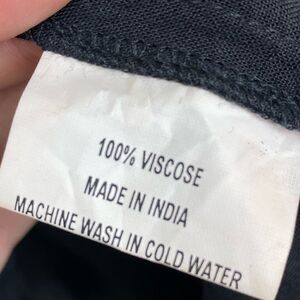 100% VISCOSE
MADE IN INDIA
MACHINE WASH IN COLD WATER